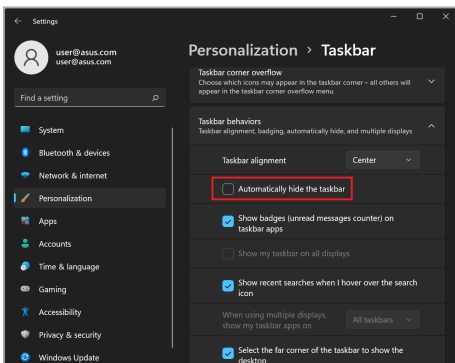 Settings
user@asus.com
user@asus.com
Find a setting
System
Bluetooth & devices
Network & internet
Personalization
Apps
Accounts
Time & language
Gaming
Accessibility
Privacy & security
Windows Update
Personalization > Taskbar
Taskbar corner overflow
Choose which icons may appear in the taskbar corner – all others will
appear in the taskbar corner overflow menu
Taskbar behaviors
Taskbar alignment, badging, automatically hide, and multiple displays
Taskbar alignment
Center
Automatically hide the taskbar
Show badges (unread messages counter) on
taskbar apps
Show my taskbar on all displays
Show recent searches when I hover over the search
icon
When using multiple displays,
show my taskbar apps on
All taskbars
Select the far corner of the taskbar to show the
desktop